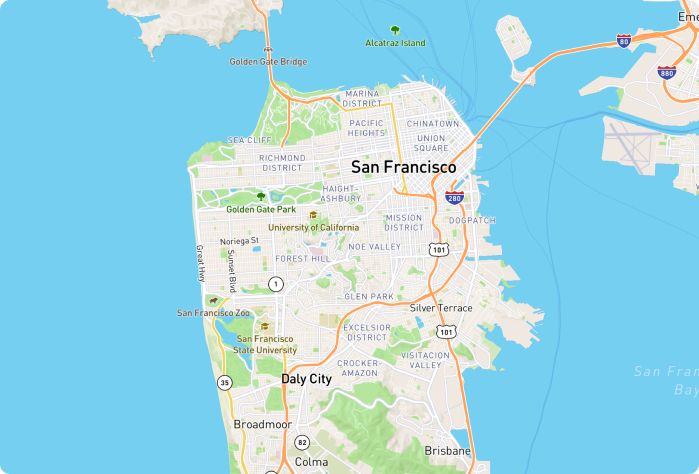 Alcatraz Island
Eme
80
880
Golden Gate Bridge
MARINA
DISTRICT
PACIFIC
HEIGHTS
CHINATOWN
UNION
SQUARE
SEA CLIFF
RICHMOND
DISTRICT
San Francisco
HAIGHT-
ASHBURY
280
Golden Gate Park
University of California
MISSION
DISTRICT
DOGPATCH
Noriega St
NOE VALLEY
101
Great Hwy
Sunset Blvd
FOREST HILL
1
GLEN PARK
San Francisco Zoo
Silver Terrace
EXCELSIOR
DISTRICT
101
San Francisco
State University
VISITACION
VALLEY
CROCKER-
AMAZON
San Fran
Bay
35
Daly City
Broadmoor
82
Brisbane
Colma